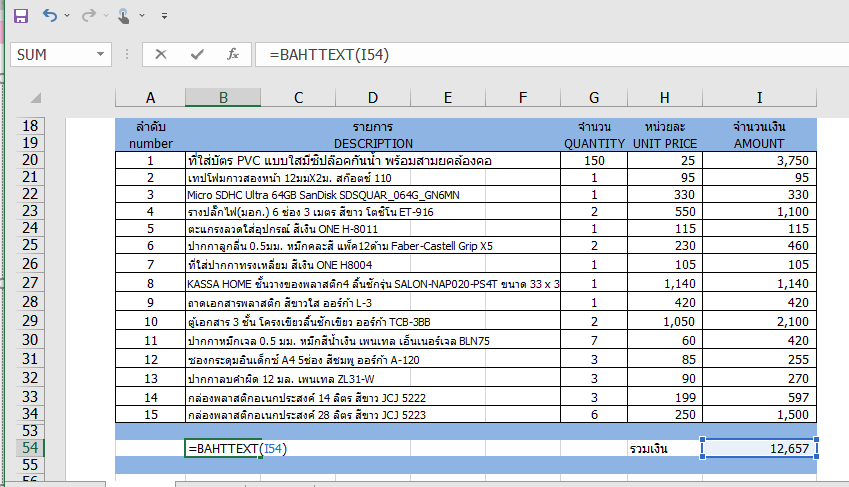 SUM =BAHTTEXT(I54)
A B C D E F G H I
18 ลำดับ รายการ จำนวน หน่วยละ จำนวนเงิน
19 number DESCRIPTION QUANTITY UNIT PRICE AMOUNT
20 1 ที่ใส่บัตร PVC แบบใสมีซิปล๊อคกันน้ำ พร้อมสายคล้องคอ 150 25 3,750
21 2 เทปโฟมกาวสองหน้า 12มมX2ม. สก๊อตช์ 110 1 95 95
22 3 Micro SDHC Ultra 64GB SanDisk SDSQUAR_064G_GN6MN 1 330 330
23 4 รางปลั๊กไฟ(มอก.) 6 ช่อง 3 เมตร สีขาว โตชิโน ET-916 2 550 1,100
24 5 ตะแกรงลวดใส่อุปกรณ์ สีเงิน ONE H-8011 1 115 115
25 6 ปากกาลูกลื่น 0.5มม. หมึกคละสี แพ็ค12ด้าม Faber-Castell Grip X5 2 230 460
26 7 ที่ใส่ปากกาทรงเหลี่ยม สีเงิน ONE H8004 1 105 105
27 8 KASSA HOME ชั้นวางของพลาสติก4 ลิ้นชักรุ่น SALON-NAP020-PS4T ขนาด 33 x 3 1 1,140 1,140
28 9 ถาดเอกสารพลาสติก สีขาวใส ออร์ก้า L-3 1 420 420
29 10 ตู้เอกสาร 3 ชั้น โครงเขียวลิ้นชักเขียว ออร์ก้า TCB-3BB 2 1,050 2,100
30 11 ปากกาหมึกเจล 0.5 มม. หมึกสีน้ำเงิน เพนเทล เอ็นเนอร์เจล BLN75 7 60 420
31 12 ซองกระดุมอินเด็กซ์ A4 5ช่อง สีชมพู ออร์ก้า A-120 3 85 255
32 13 ปากกาลบคำผิด 12 มล. เพนเทล ZL31-W 3 90 270
33 14 กล่องพลาสติกอเนกประสงค์ 14 ลิตร สีขาว JCJ 5222 3 199 597
34 15 กล่องพลาสติกอเนกประสงค์ 28 ลิตร สีขาว JCJ 5223 6 250 1,500
53
54 =BAHTTEXT(I54) รวมเงิน 12,657
55
56